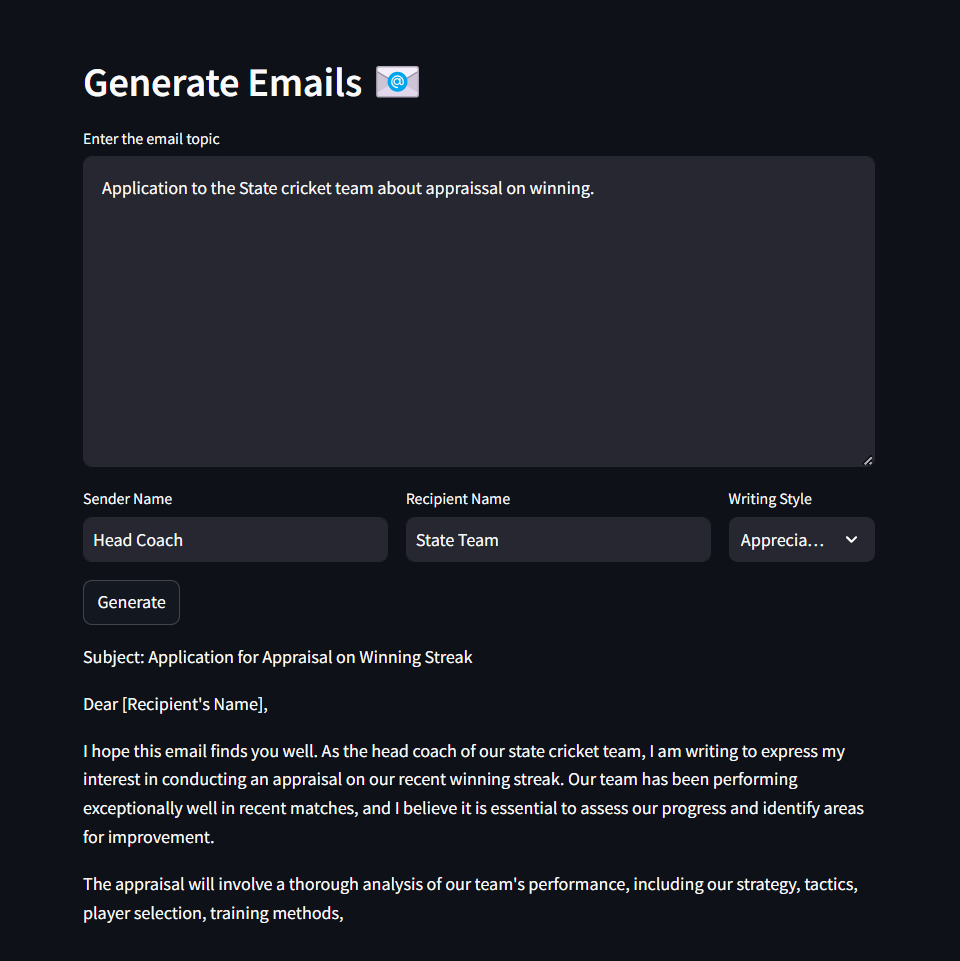 Generate Emails
Enter the email topic
Application to the State cricket team about appraissal on winning.
Sender Name
Recipient Name
Writing Style
Head Coach
State Team
Apprecia...
Generate
Subject: Application for Appraisal on Winning Streak
Dear [Recipient's Name],
I hope this email finds you well. As the head coach of our state cricket team, I am writing to express my
interest in conducting an appraisal on our recent winning streak. Our team has been performing
exceptionally well in recent matches, and I believe it is essential to assess our progress and identify areas
for improvement.
The appraisal will involve a thorough analysis of our team's performance, including our strategy, tactics,
player selection, training methods,